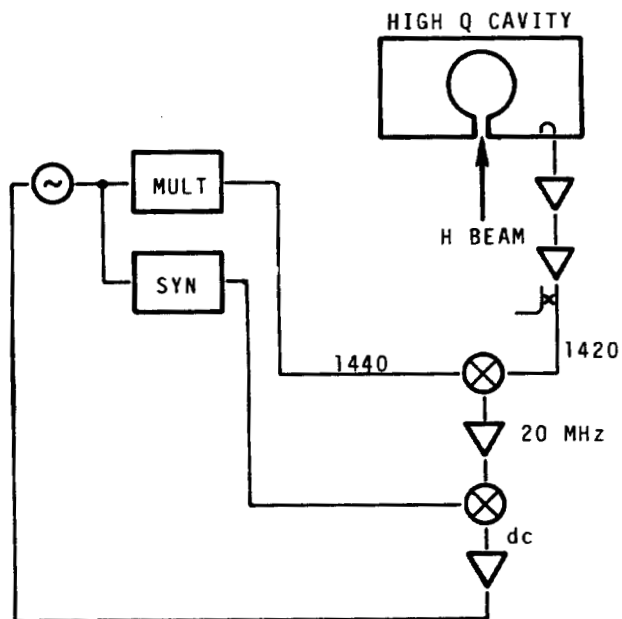 HIGH Q CAVITY
~
MULT
H BEAM
SYN
1440
1420
20 MHz
dc